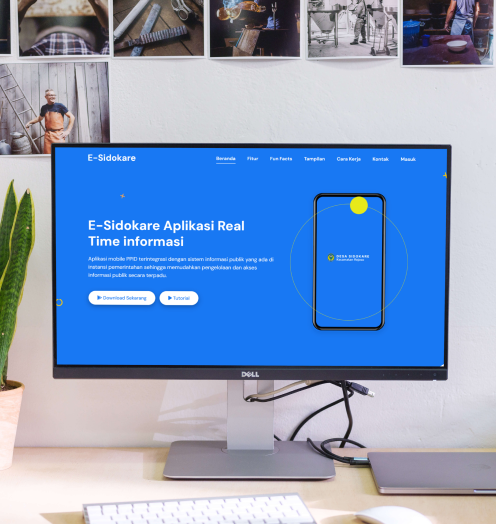 E-Sidokare
Beranda Fitur Fun Facts Tampilan Cara Kerja Kontak Masuk
E-Sidokare Aplikasi Real
Time informasi
Aplikasi mobile PPID terintegrasi dengan sistem informasi publik yang ada di
instansi pemerintahan sehingga memudahkan pengelolaan dan akses
informasi publik secara terpadu.
Download Sekarang Tutorial
DESA SIDOKARE
DELL